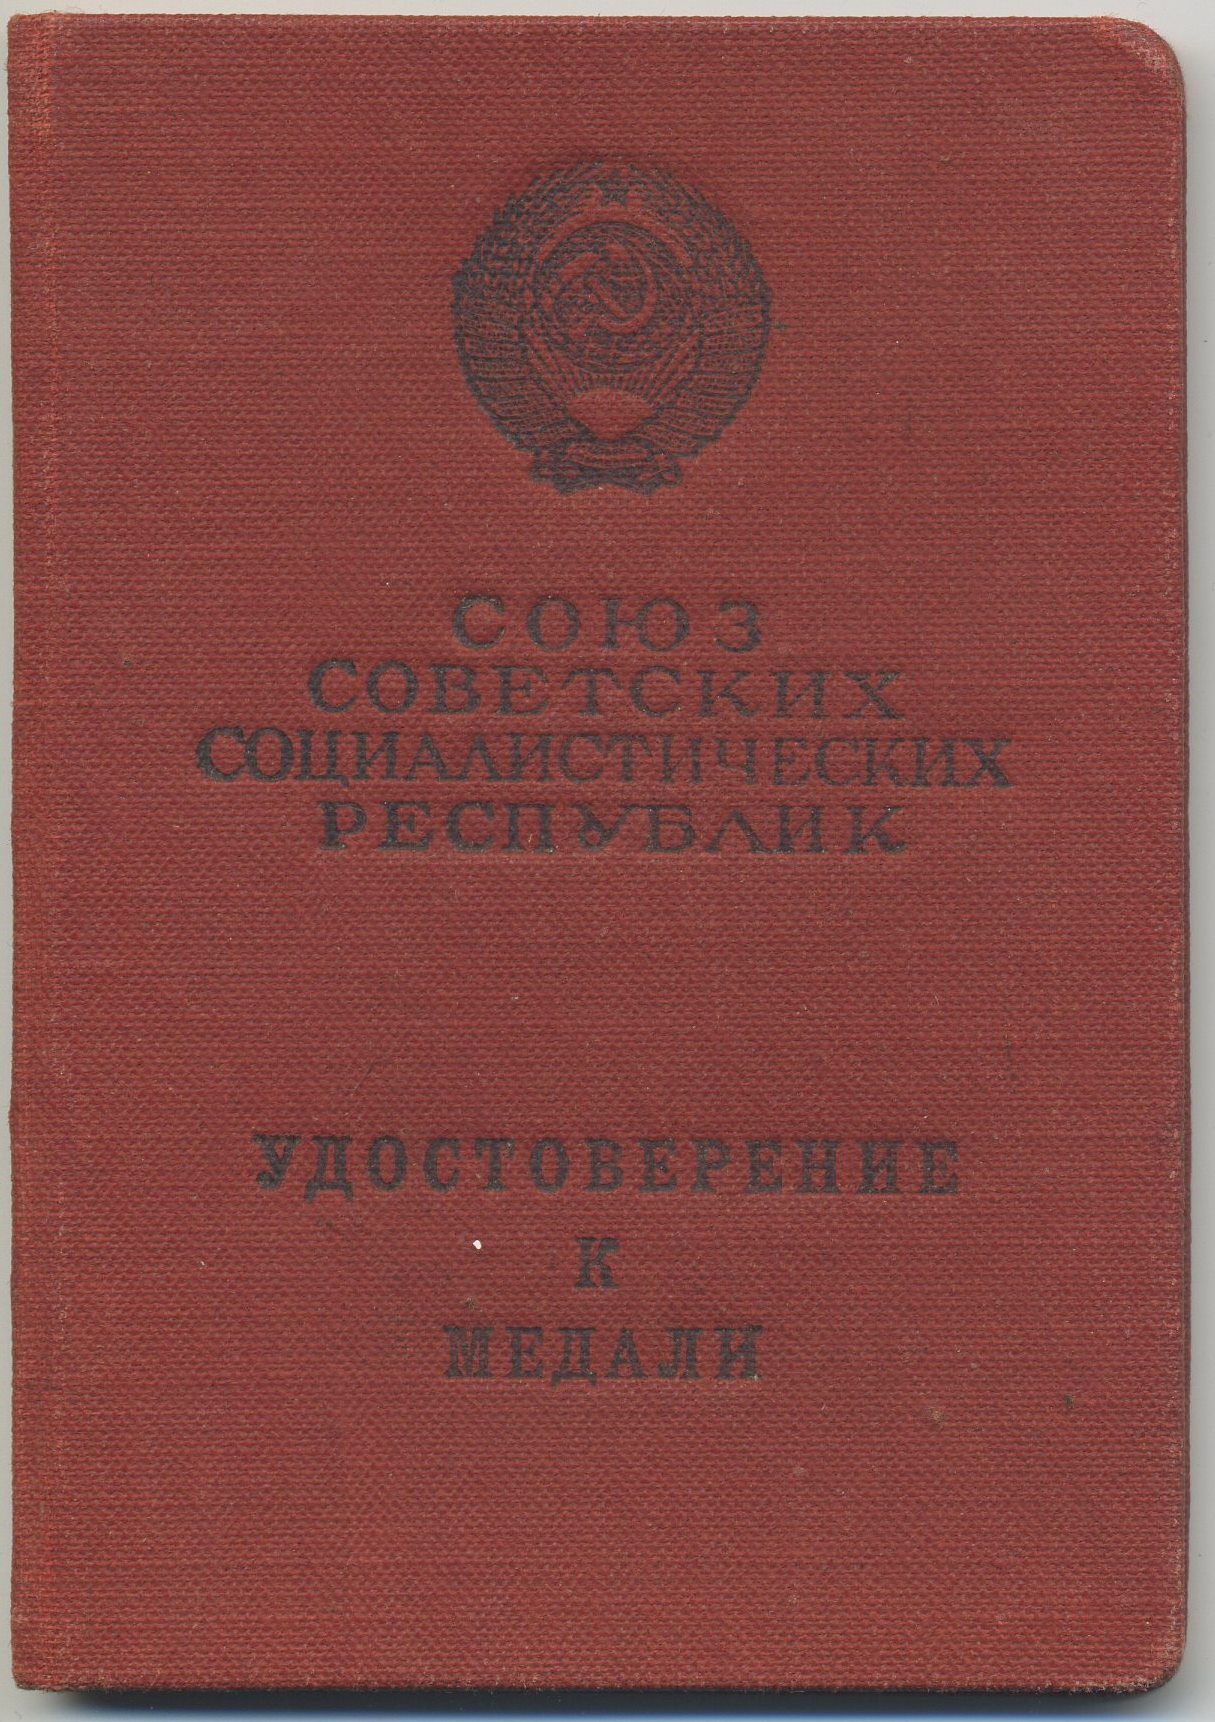 СОЮЗ
СОВЕТСКИХ
СОЦИАЛИСТИЧЕСКИХ
РЕСПУБЛИК
УДОСТОВЕРЕНИЕ
К
МЕДАЛИ